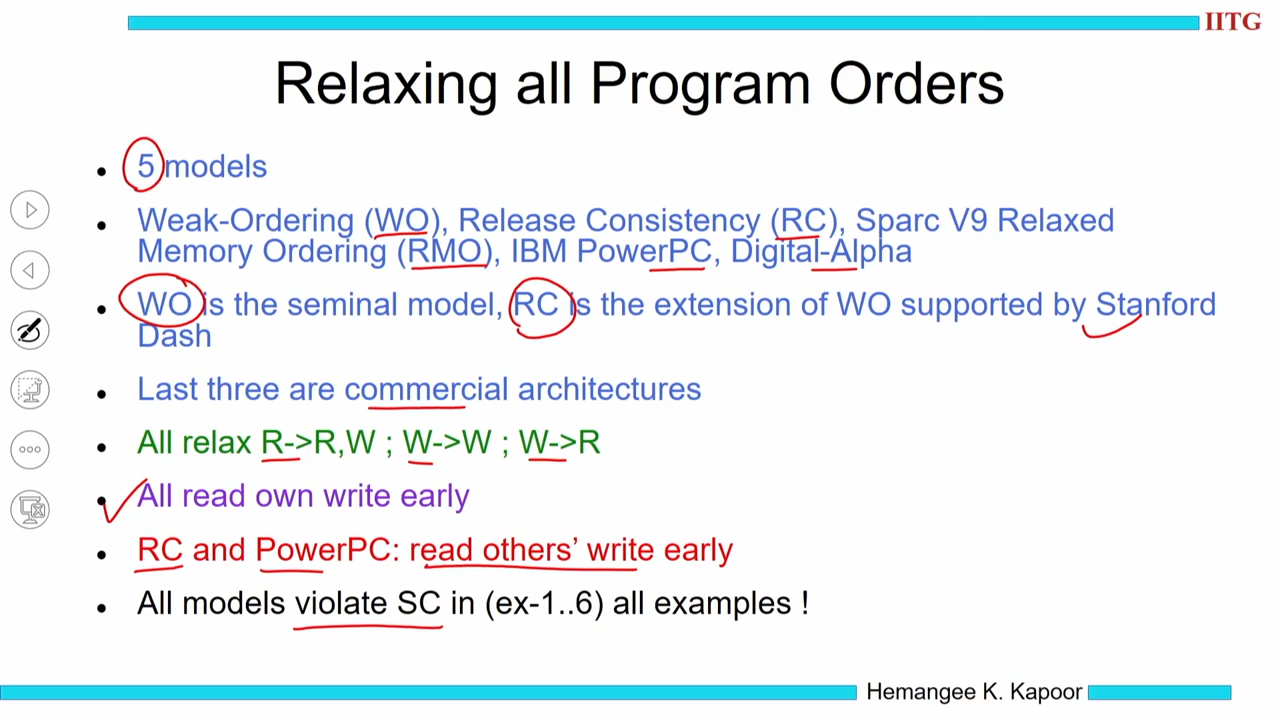 IITG
Relaxing all Program Orders
• 5 models
• Weak-Ordering (WO), Release Consistency (RC), Sparc V9 Relaxed
Memory Ordering (RMO), IBM PowerPC, Digital-Alpha
• WO is the seminal model, RC is the extension of WO supported by Stanford
Dash
• Last three are commercial architectures
• All relax R->R,W ; W->W ; W->R
• All read own write early
• RC and PowerPC: read others’ write early
• All models violate SC in (ex-1..6) all examples !
Hemangee K. Kapoor